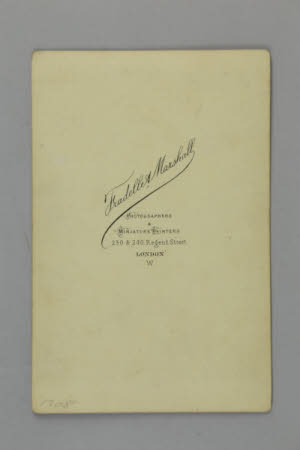 Fradelle & Marshall
PHOTOGRAPHERS
&
MINIATURE PAINTERS
230 & 246, Regent Street
LONDON
W